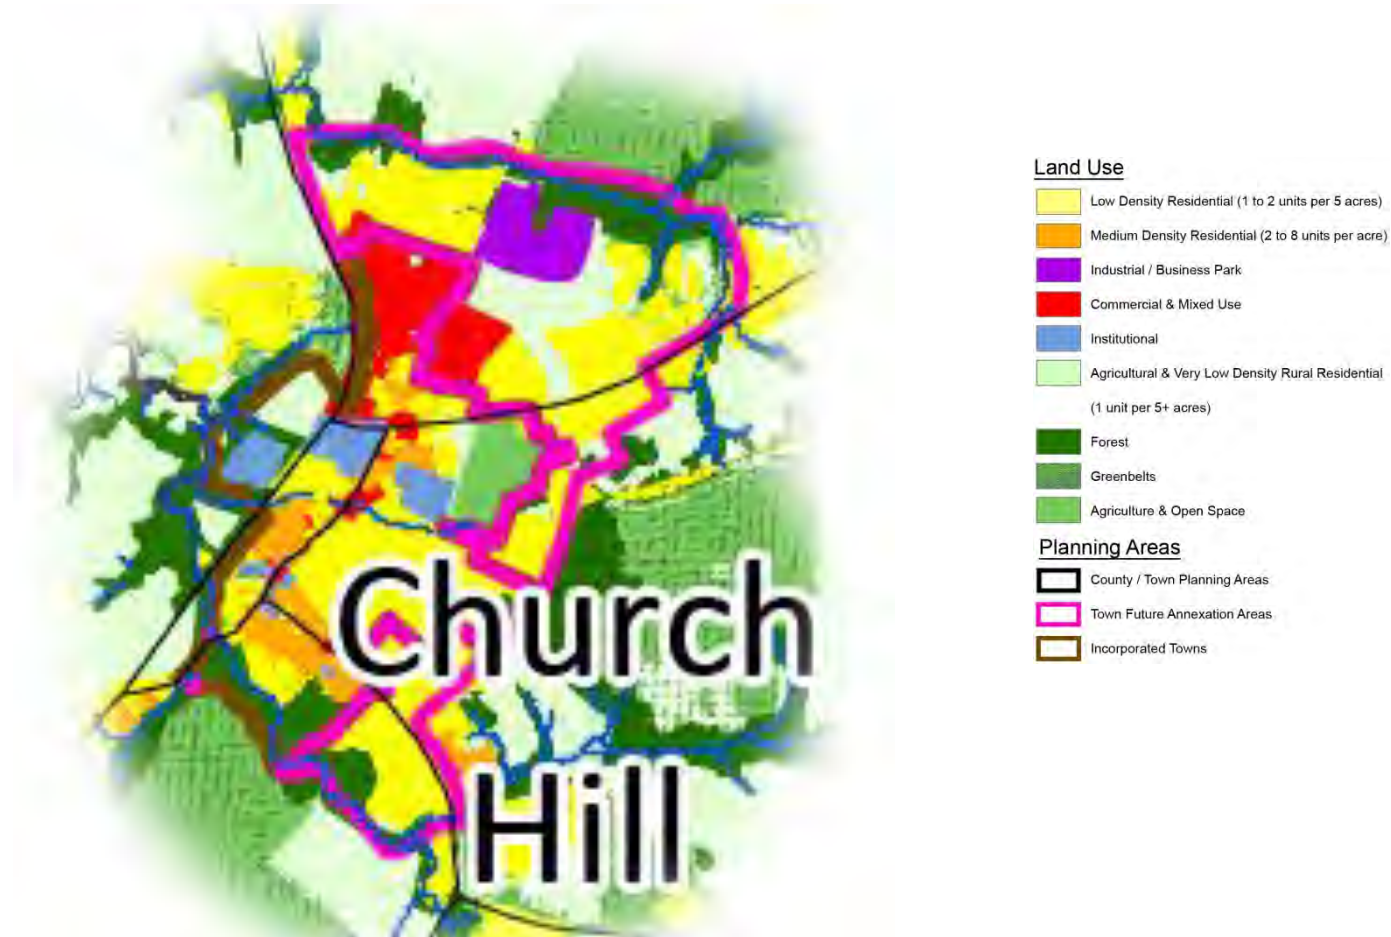 Church
Hill
Land Use
Low Density Residential (1 to 2 units per 5 acres)
Medium Density Residential (2 to 8 units per acre)
Industrial / Business Park
Commercial & Mixed Use
Institutional
Agricultural & Very Low Density Rural Residential
(1 unit per 5+ acres)
Forest
Greenbelts
Agriculture & Open Space
Planning Areas
County / Town Planning Areas
Town Future Annexation Areas
Incorporated Towns